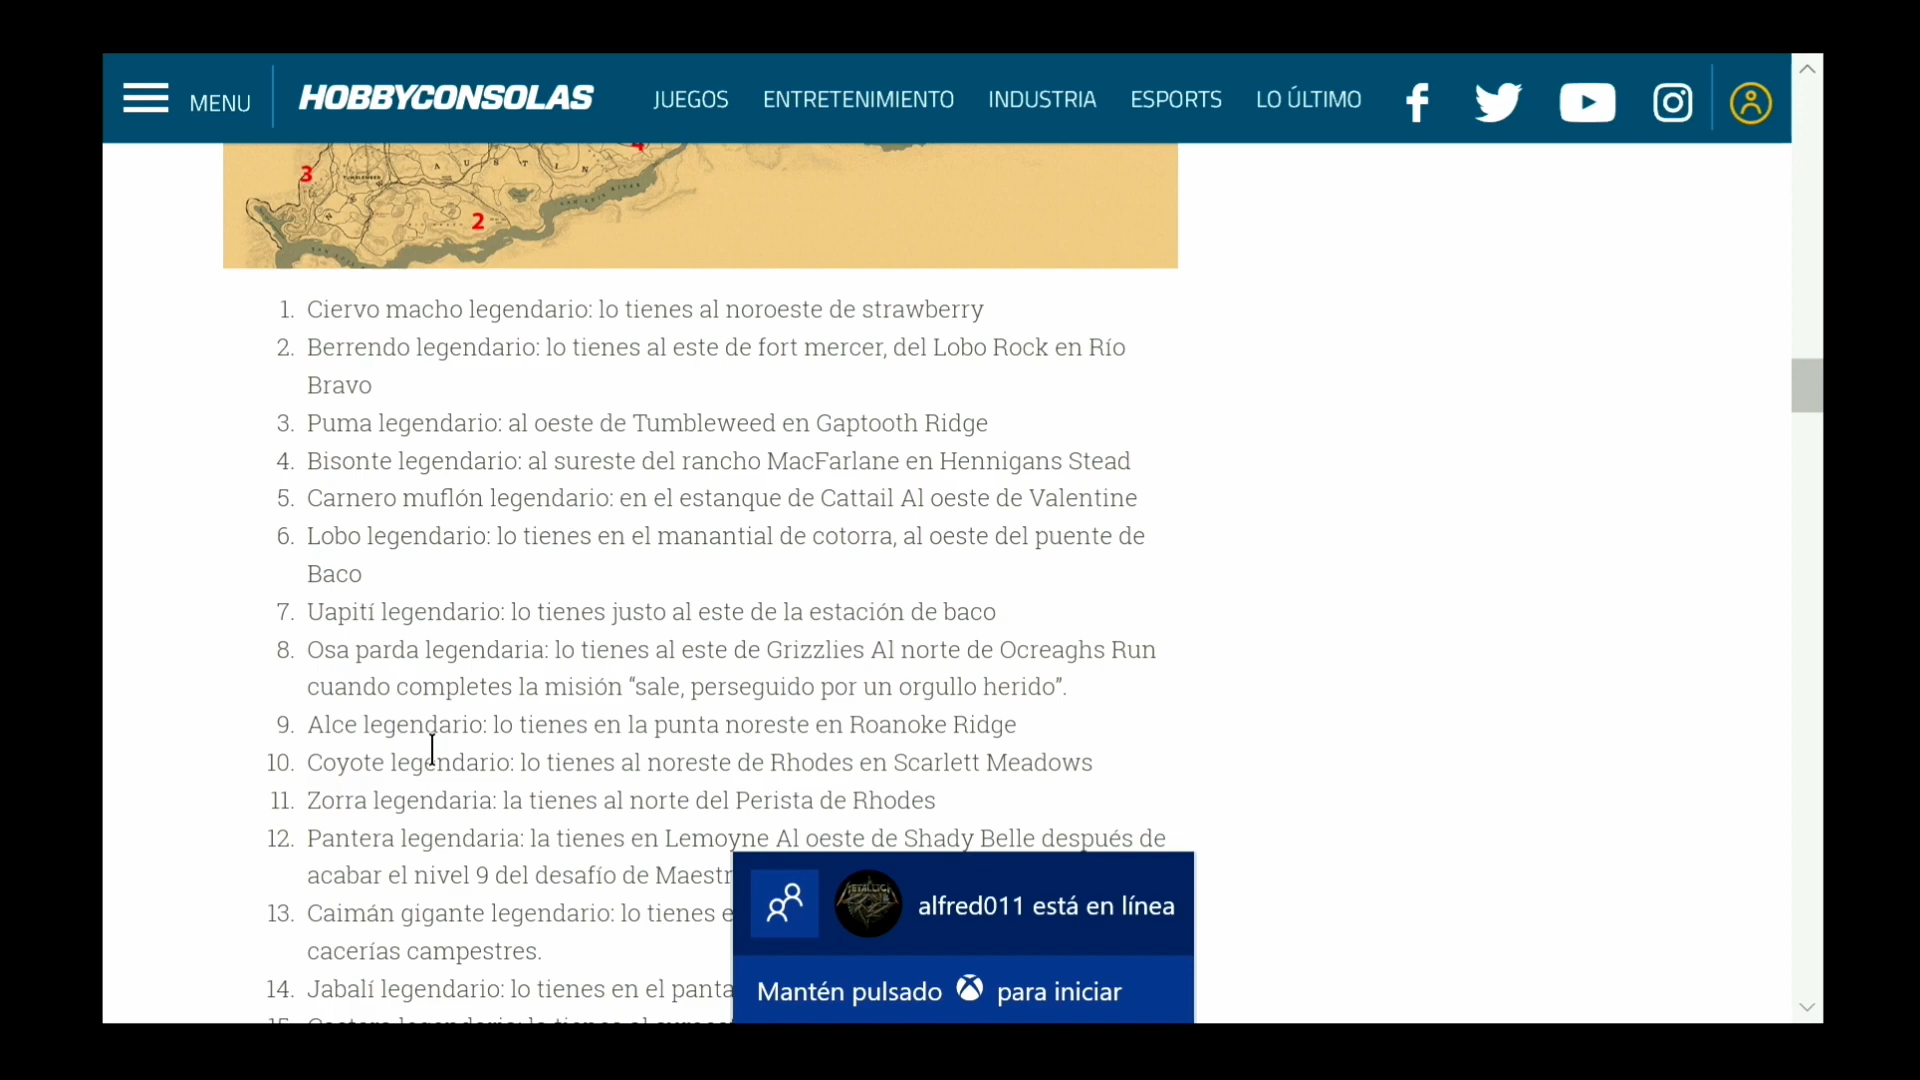 MENU
HOBBYCONSOLAS
JUEGOS
ENTRETENIMIENTO
INDUSTRIA
ESPORTS
LO ÚLTIMO
4
3
A U S T I N
2
1. Ciervo macho legendario: lo tienes al noroeste de strawberry
2. Berrendo legendario: lo tienes al este de fort mercer, del Lobo Rock en Río
Bravo
3. Puma legendario: al oeste de Tumbleweed en Gaptooth Ridge
4. Bisonte legendario: al sureste del rancho MacFarlane en Hennigans Stead
5. Carnero muflón legendario: en el estanque de Cattail Al oeste de Valentine
6. Lobo legendario: lo tienes en el manantial de cotorra, al oeste del puente de
Baco
7. Uapití legendario: lo tienes justo al este de la estación de baco
8. Osa parda legendaria: lo tienes al este de Grizzlies Al norte de Ocreaghs Run
cuando completes la misión “sale, perseguido por un orgullo herido”.
9. Alce legendario: lo tienes en la punta noreste en Roanoke Ridge
10. Coyote legendario: lo tienes al noreste de Rhodes en Scarlett Meadows
11. Zorra legendaria: la tienes al norte del Perista de Rhodes
12. Pantera legendaria: la tienes en Lemoyne Al oeste de Shady Belle después de
acabar el nivel 9 del desafío de Maestr
13. Caimán gigante legendario: lo tienes e
cacerías campestres.
14. Jabalí legendario: lo tienes en el panta
METALLICA
alfred011 está en línea
Mantén pulsado para iniciar